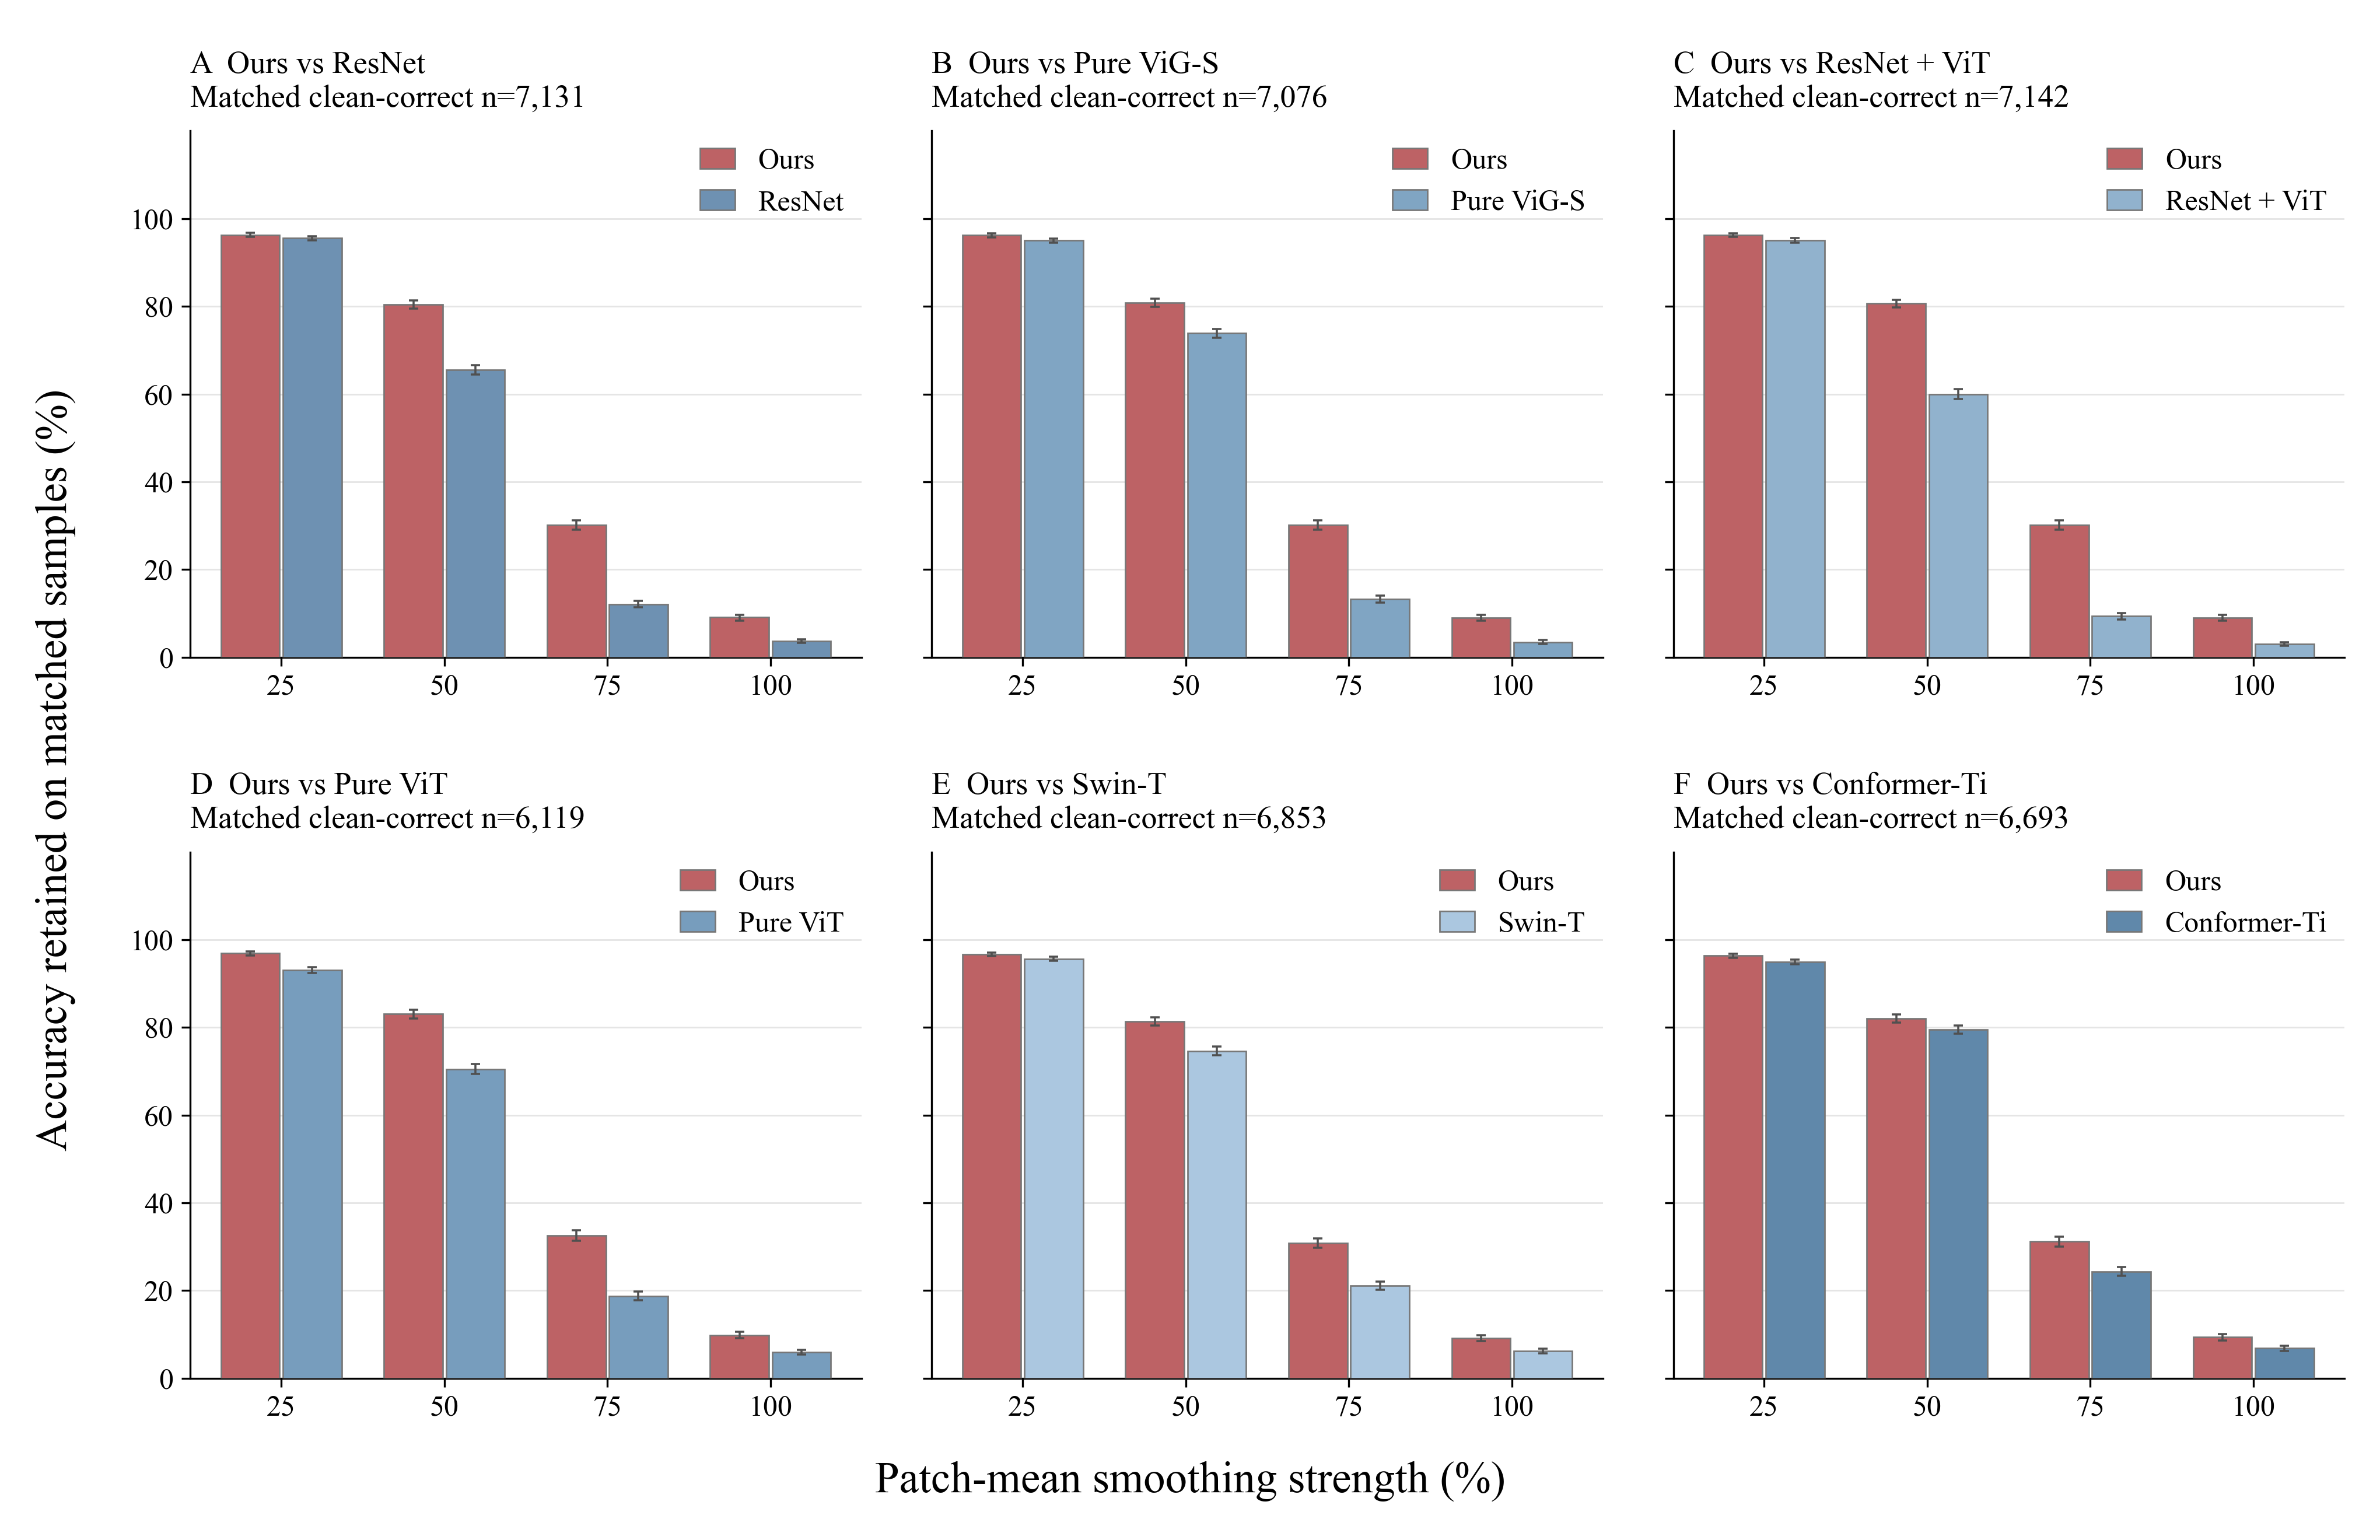 A  Ours vs ResNet
Matched clean-correct n=7,131
Ours
ResNet
100
80
60
40
20
0
25 50 75 100
B  Ours vs Pure ViG-S
Matched clean-correct n=7,076
Ours
Pure ViG-S
25 50 75 100
C  Ours vs ResNet + ViT
Matched clean-correct n=7,142
Ours
ResNet + ViT
25 50 75 100
Accuracy retained on matched samples (%)
D  Ours vs Pure ViT
Matched clean-correct n=6,119
Ours
Pure ViT
100
80
60
40
20
0
25 50 75 100
E  Ours vs Swin-T
Matched clean-correct n=6,853
Ours
Swin-T
25 50 75 100
F  Ours vs Conformer-Ti
Matched clean-correct n=6,693
Ours
Conformer-Ti
25 50 75 100
Patch-mean smoothing strength (%)